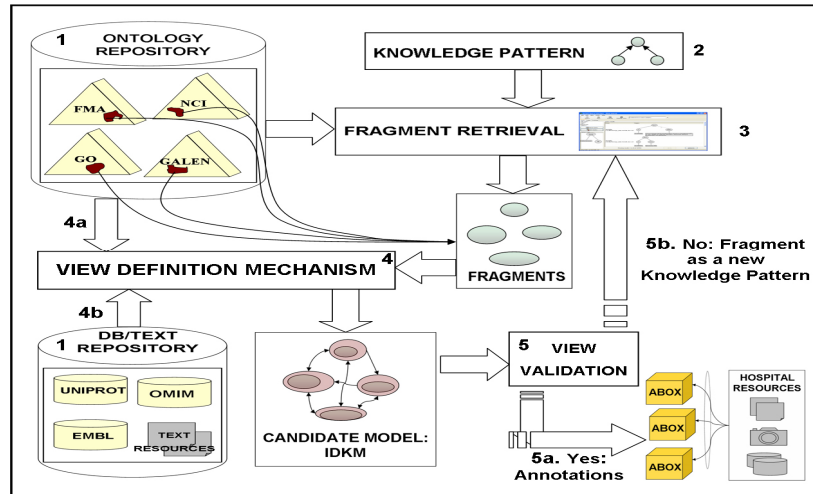 1 ONTOLOGY
REPOSITORY
FMA
NCI
GO
GALEN
KNOWLEDGE PATTERN
2
FRAGMENT RETRIEVAL
3
4a
FRAGMENTS
5b. No: Fragment
as a new
Knowledge Pattern
VIEW DEFINITION MECHANISM
4
4b
DB/TEXT
1 REPOSITORY
UNIPROT
OMIM
EMBL
TEXT
RESOURCES
CANDIDATE MODEL:
IDKM
5 VIEW
VALIDATION
5a. Yes:
Annotations
ABOX
ABOX
ABOX
HOSPITAL
RESOURCES